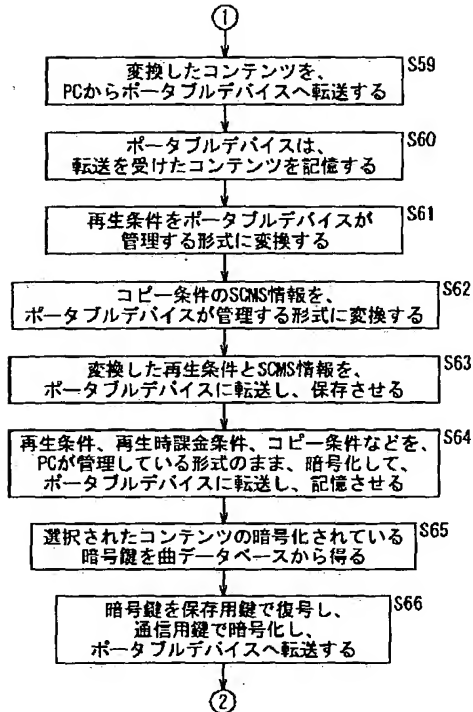 1
S59
変換したコンテンツを、
PCからポータブルデバイスへ転送する
S60
ポータブルデバイスは、
転送を受けたコンテンツを記憶する
S61
再生条件をポータブルデバイスが
管理する形式に変換する
S62
コピー条件のSCMS情報を、
ポータブルデバイスが管理する形式に変換する
S63
変換した再生条件とSCMS情報を、
ポータブルデバイスに転送し、保存させる
S64
再生条件、再生時課金条件、コピー条件などを、
PCが管理している形式のまま、暗号化して、
ポータブルデバイスに転送し、記憶させる
S65
選択されたコンテンツの暗号化されている
暗号鍵を曲データベースから得る
S66
暗号鍵を保存用鍵で復号し、
通信用鍵で暗号化し、
ポータブルデバイスへ転送する
2